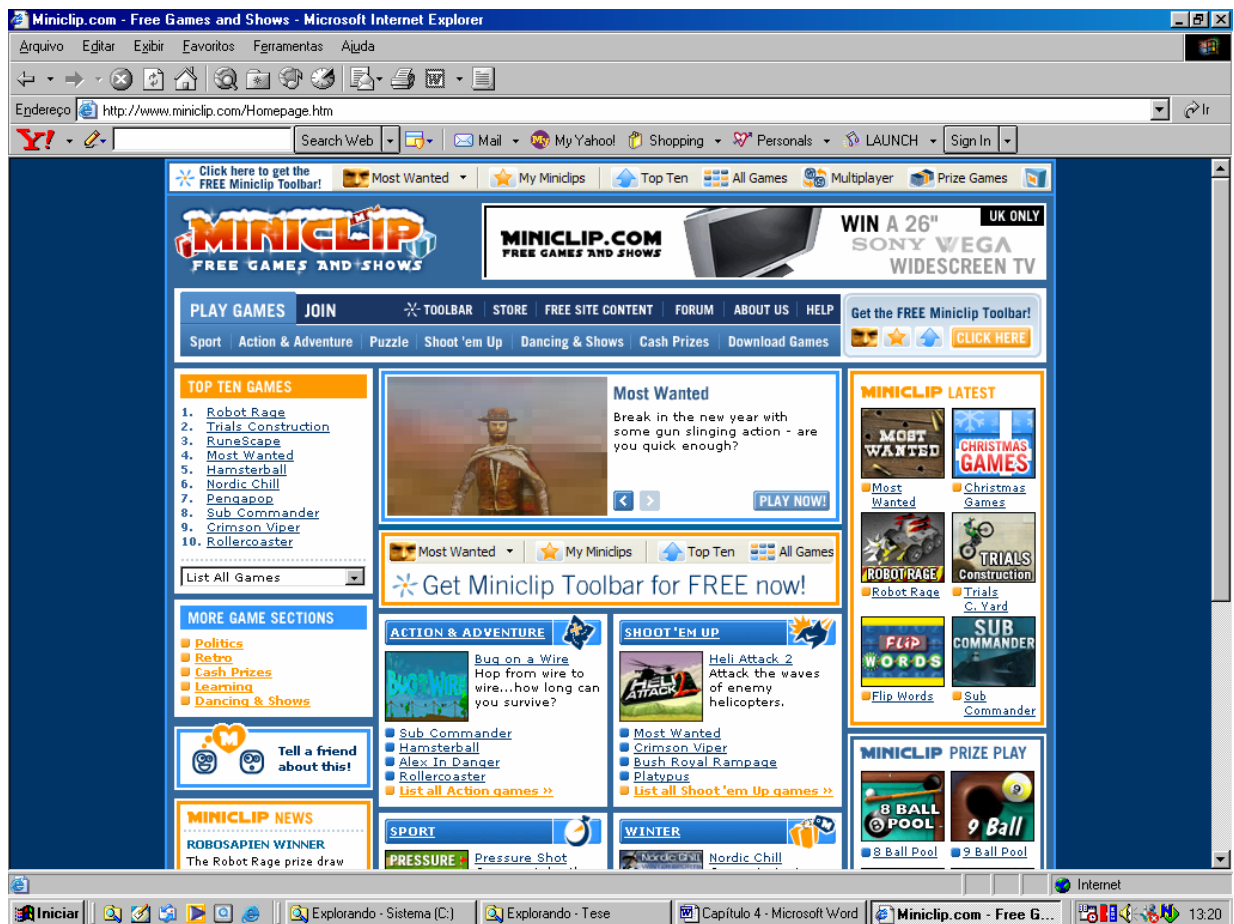 Miniclip.com - Free Games and Shows - Microsoft Internet Explorer
Arquivo Editar Exibir Favoritos Ferramentas Ajuda
Endereço http://www.miniclip.com/Homepage.htm Ir
Y! Search Web Mail My Yahoo! Shopping Personals LAUNCH Sign In
Click here to get the
FREE Miniclip Toolbar!
Most Wanted My Miniclips Top Ten All Games Multiplayer Prize Games
MINICLIP
FREE GAMES AND SHOWS
MINICLIP.COM
FREE GAMES AND SHOWS
WIN A 26"
SONY WEGA
WIDESCREEN TV
UK ONLY
PLAY GAMES JOIN TOOLBAR STORE FREE SITE CONTENT FORUM ABOUT US HELP
Sport Action & Adventure Puzzle Shoot 'em Up Dancing & Shows Cash Prizes Download Games
Get the FREE Miniclip Toolbar!
CLICK HERE
TOP TEN GAMES
1. Robot Rage
2. Trials Construction
3. RuneScape
4. Most Wanted
5. Hamsterball
6. Nordic Chill
7. Pengapop
8. Sub Commander
9. Crimson Viper
10. Rollercoaster
List All Games
MORE GAME SECTIONS
Politics
Retro
Cash Prizes
Learning
Dancing & Shows
Tell a friend
about this!
MINICLIP NEWS
ROBOSAPIEN WINNER
The Robot Rage prize draw
Most Wanted
Break in the new year with
some gun slinging action - are
you quick enough?
PLAY NOW!
Most Wanted My Miniclips Top Ten All Games
Get Miniclip Toolbar for FREE now!
ACTION & ADVENTURE
BUG ON A WIRE
Bug on a Wire
Hop from wire to
wire...how long can
you survive?
Sub Commander
Hamsterball
Alex In Danger
Rollercoaster
List all Action games »
SHOOT 'EM UP
HELI ATTACK 2
Heli Attack 2
Attack the waves
of enemy
helicopters.
Most Wanted
Crimson Viper
Bush Royal Rampage
Platypus
List all Shoot 'em Up games »
SPORT
PRESSURE
Pressure Shot
WINTER
Nordic Chill
Nordic Chill
MINICLIP LATEST
MOST
WANTED
CHRISTMAS
GAMES
Most
Wanted
Christmas
Games
ROBOT RAGE
TRIALS
Construction
Robot Rage
Trials
C. Yard
FLIP
WORDS
SUB
COMMANDER
Flip Words
Sub
Commander
MINICLIP PRIZE PLAY
8 BALL
POOL
9 Ball
8 Ball Pool
9 Ball Pool
Internet
Iniciar Explorando - Sistema (C:) Explorando - Tese Capítulo 4 - Microsoft Word Miniclip.com - Free G... 13:20